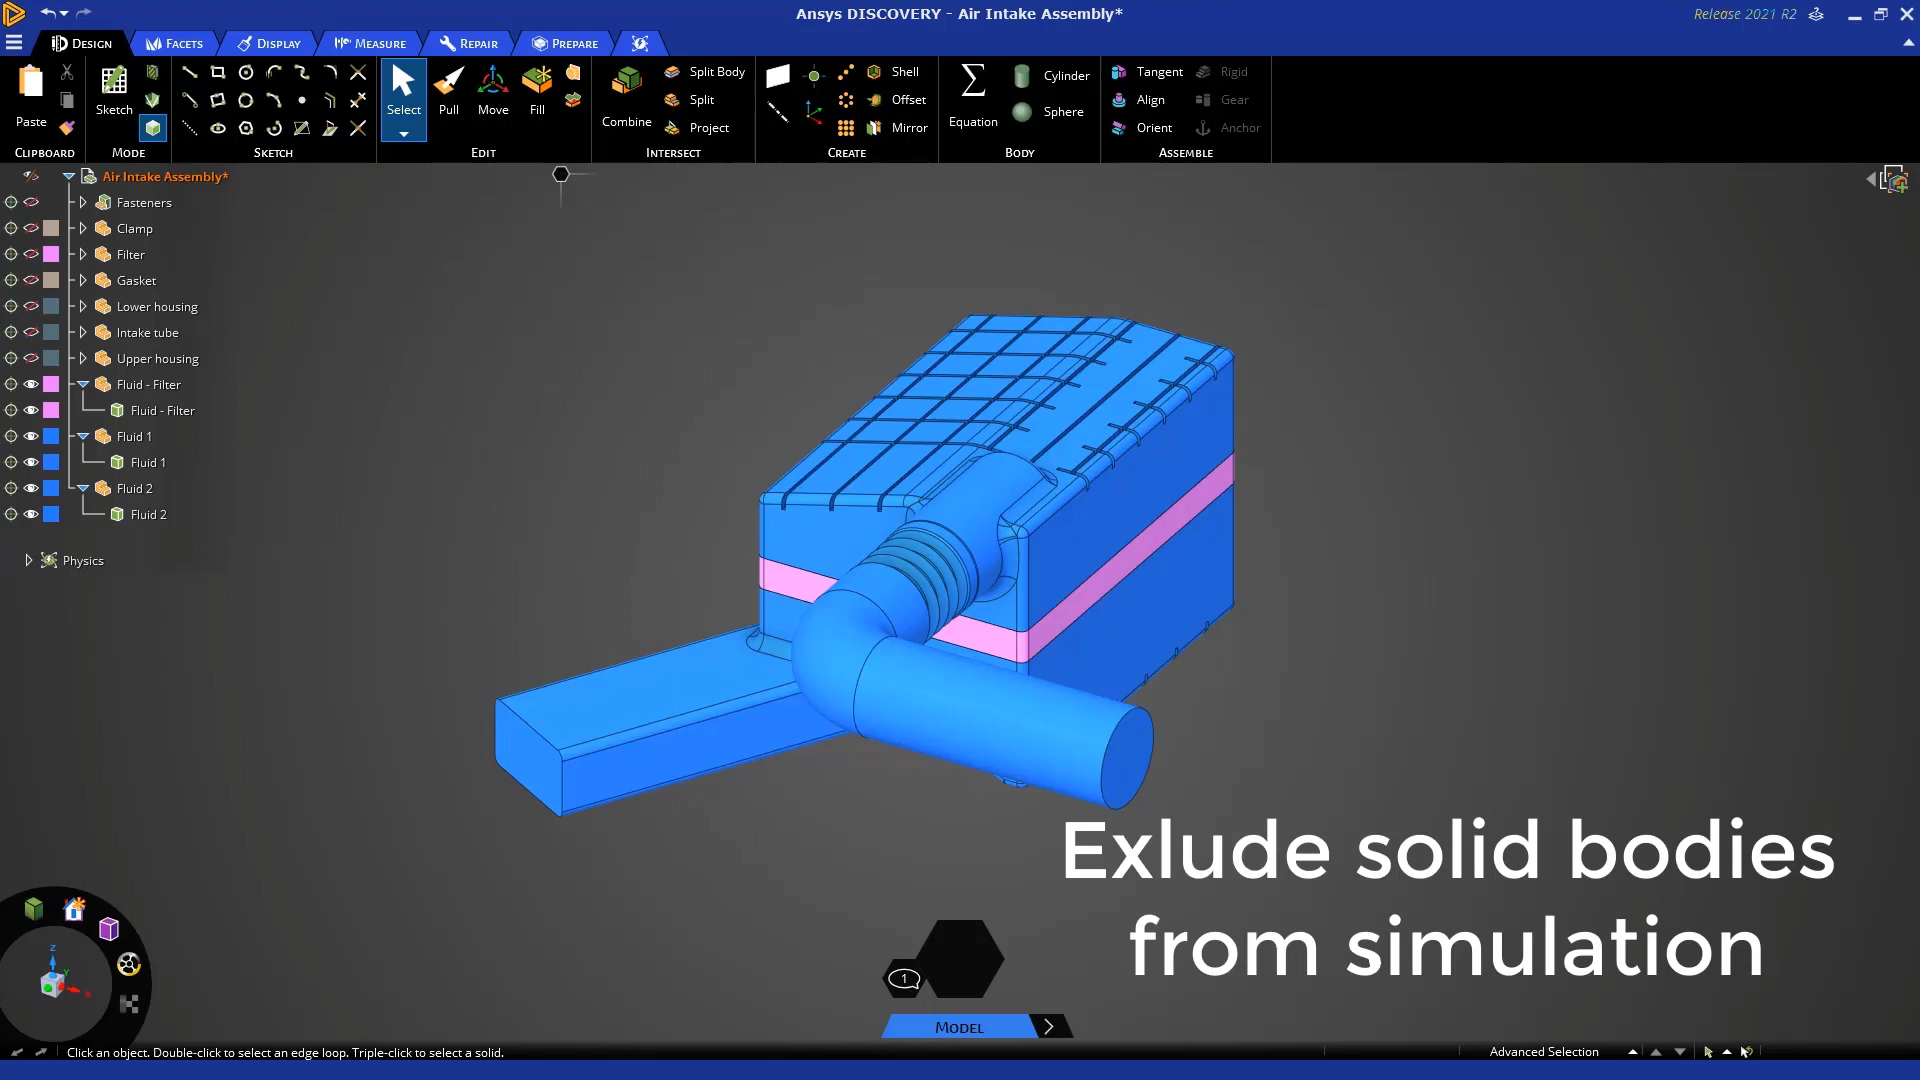 Ansys DISCOVERY - Air Intake Assembly*
Release 2021 R2
DESIGN
FACETS
DISPLAY
MEASURE
REPAIR
PREPARE
Paste
CLIPBOARD
Sketch
MODE
SKETCH
Select
Pull
Move
Fill
EDIT
Combine
Split Body
Split
Project
INTERSECT
Shell
Offset
Mirror
CREATE
Equation
Cylinder
Sphere
BODY
Tangent
Align
Orient
Rigid
Gear
Anchor
ASSEMBLE
Air Intake Assembly*
Fasteners
Clamp
Filter
Gasket
Lower housing
Intake tube
Upper housing
Fluid - Filter
Fluid - Filter
Fluid 1
Fluid 1
Fluid 2
Fluid 2
Physics
Exlude solid bodies
from simulation
Z
Y
X
1
MODEL
Click an object. Double-click to select an edge loop. Triple-click to select a solid.
Advanced Selection